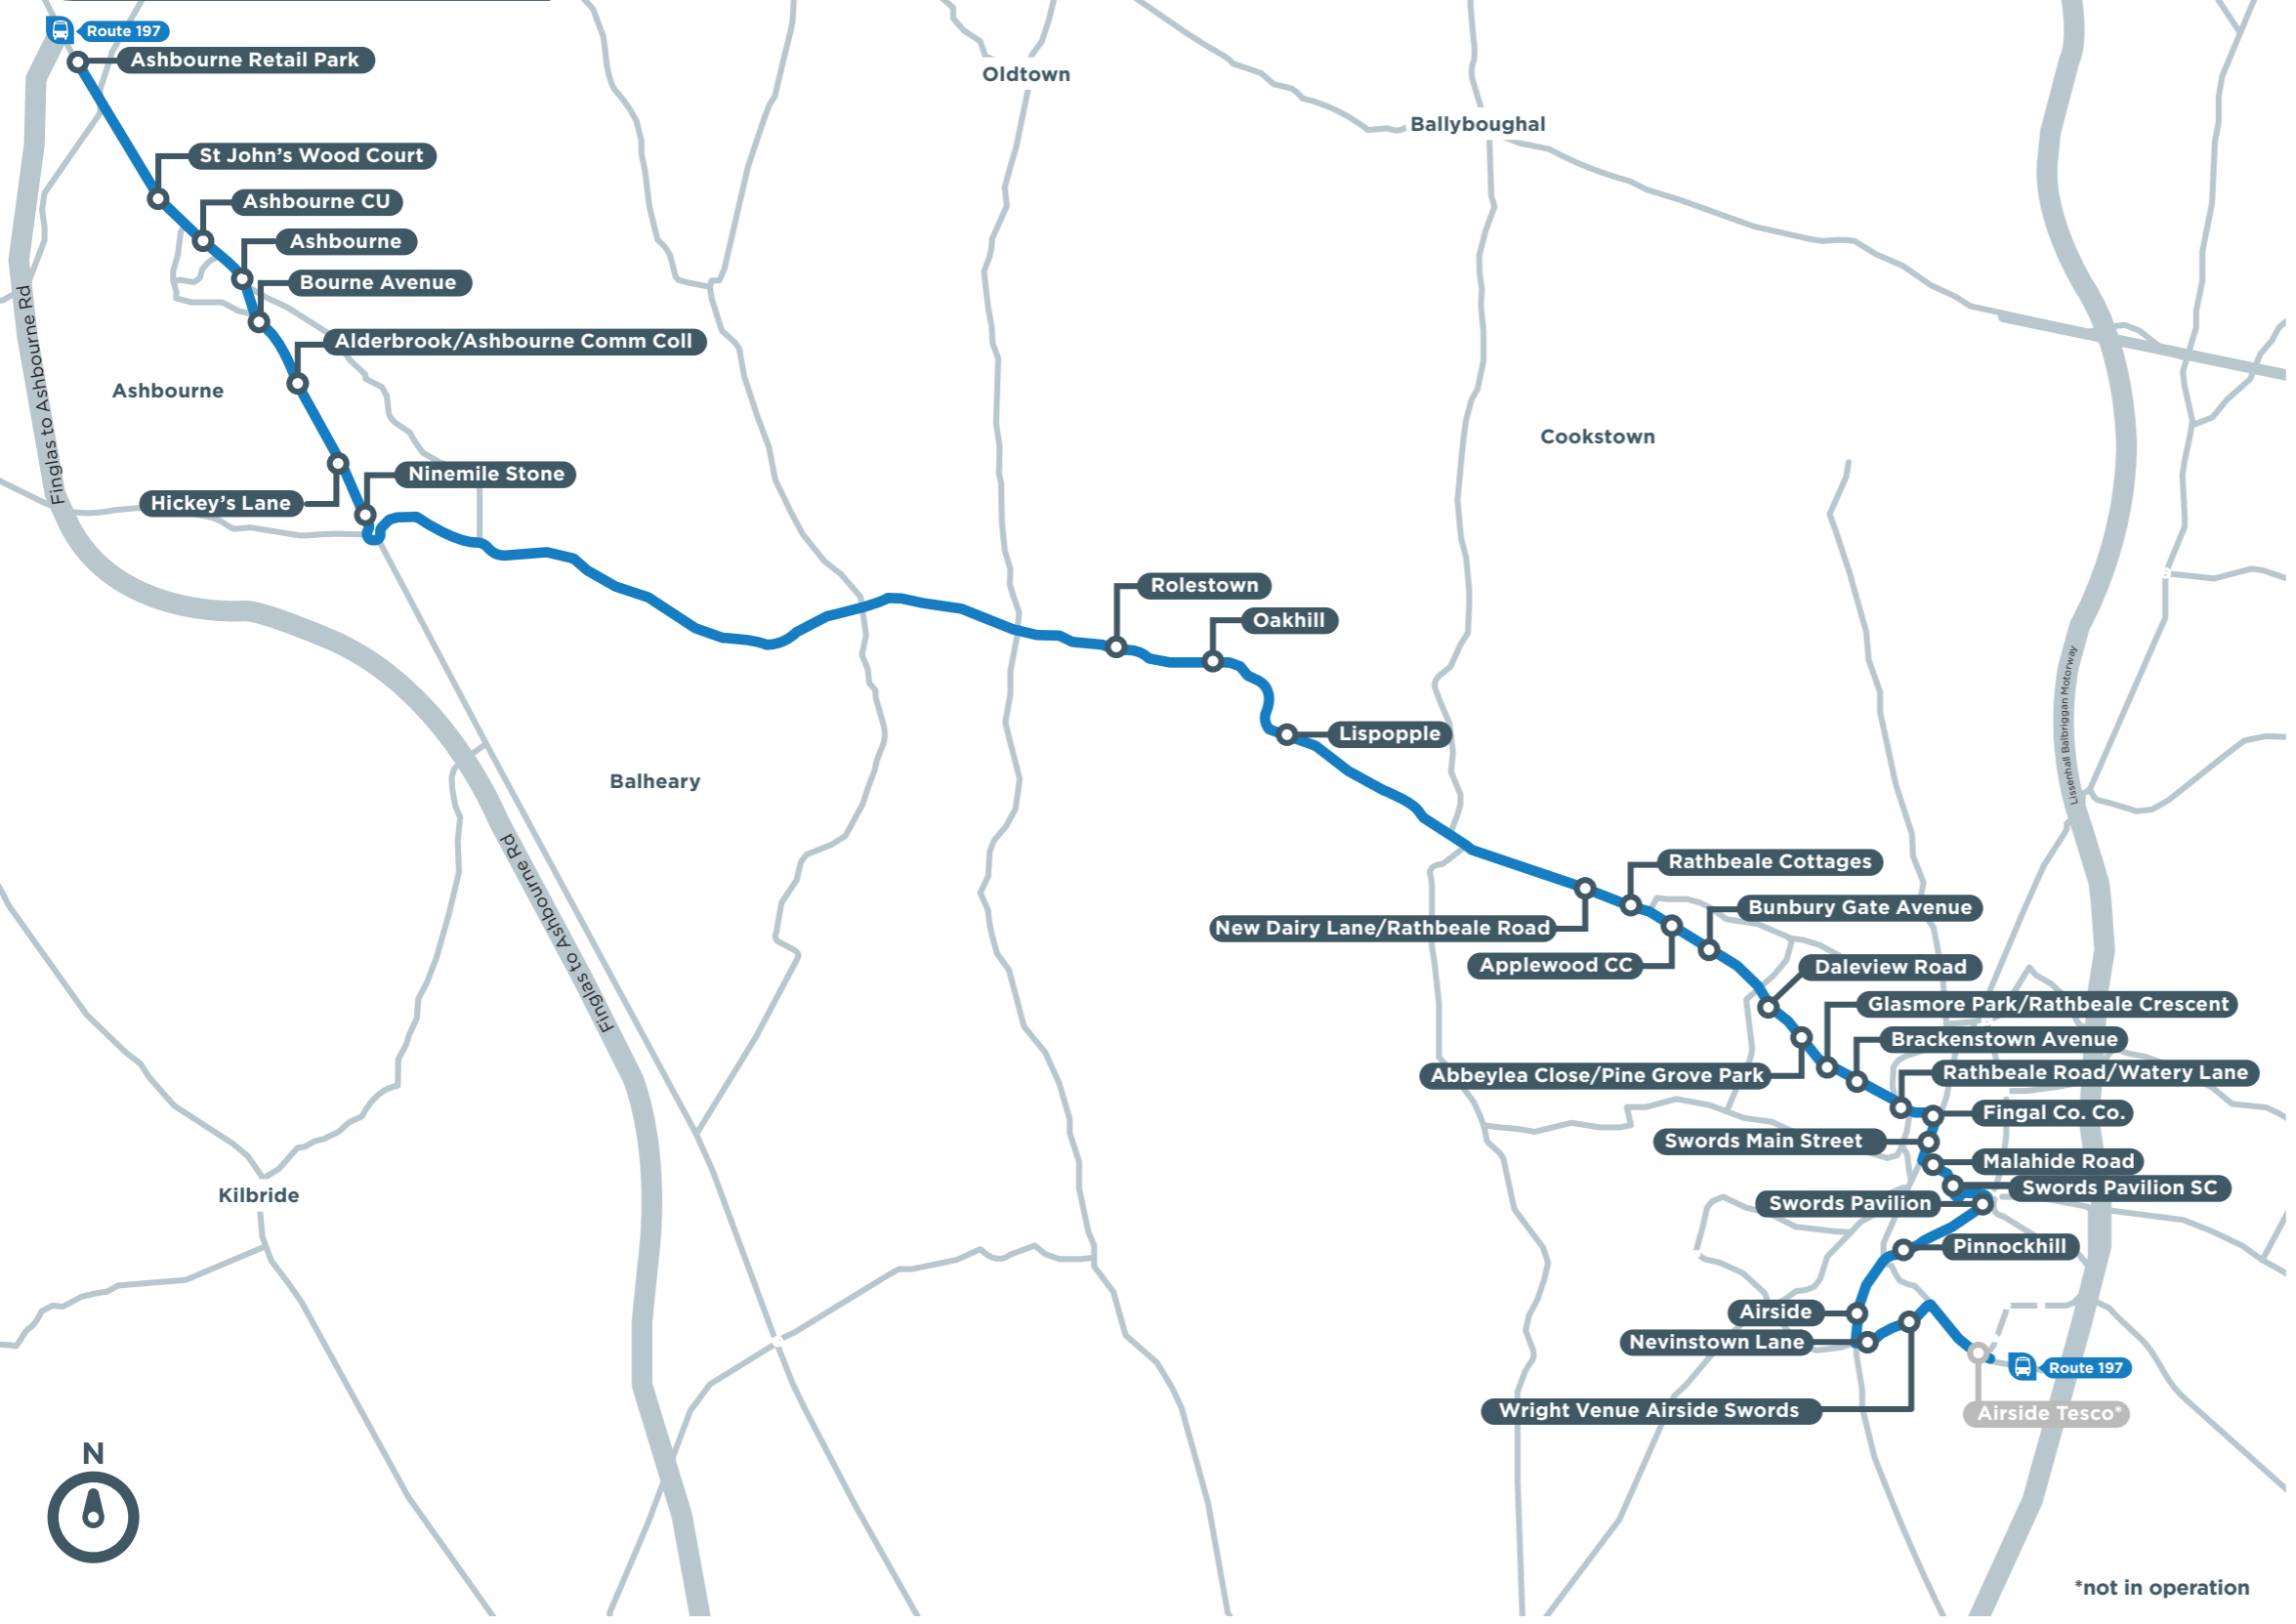 Route 197
Ashbourne Retail Park
Oldtown
Ballyboughal
St John's Wood Court
Ashbourne CU
Ashbourne
Bourne Avenue
Finglas to Ashbourne Rd
Alderbrook/Ashbourne Comm Coll
Ashbourne
Cookstown
Ninemile Stone
Hickey's Lane
Rolestown
Oakhill
Lissenhall Balbriggan Motorway
Lispopple
Balheary
Finglas to Ashbourne Rd
Rathbeale Cottages
Bunbury Gate Avenue
New Dairy Lane/Rathbeale Road
Applewood CC
Daleview Road
Glasmore Park/Rathbeale Crescent
Brackenstown Avenue
Abbeylea Close/Pine Grove Park
Rathbeale Road/Watery Lane
Fingal Co. Co.
Swords Main Street
Malahide Road
Swords Pavilion SC
Kilbride
Swords Pavilion
Pinnockhill
Airside
Nevinstown Lane
Route 197
Wright Venue Airside Swords
Airside Tesco*
N
*not in operation